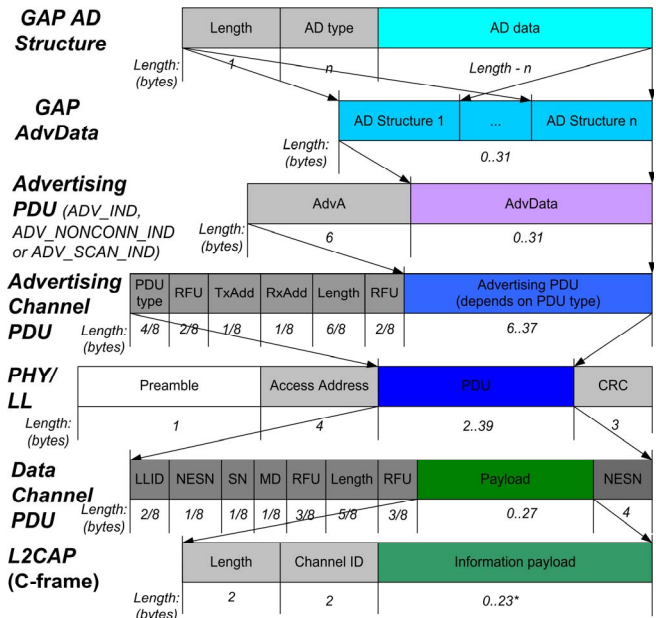 GAP AD Structure
Length AD type AD data
Length: (bytes) 1 n Length - n
GAP AdvData
AD Structure 1 ... AD Structure n
Length: (bytes) 0..31
Advertising PDU (ADV_IND, ADV_NONCONN_IND or ADV_SCAN_IND)
AdvA AdvData
Length: (bytes) 6 0..31
Advertising Channel PDU
PDU type RFU TxAdd RxAdd Length RFU Advertising PDU (depends on PDU type)
Length: (bytes) 4/8 2/8 1/8 1/8 6/8 2/8 6..37
PHY/ LL
Preamble Access Address PDU CRC
Length: (bytes) 1 4 2..39 3
Data Channel PDU
LLID NESN SN MD RFU Length RFU Payload NESN
Length: (bytes) 2/8 1/8 1/8 1/8 3/8 5/8 3/8 0..27 4
L2CAP (C-frame)
Length Channel ID Information payload
Length: (bytes) 2 2 0..23*